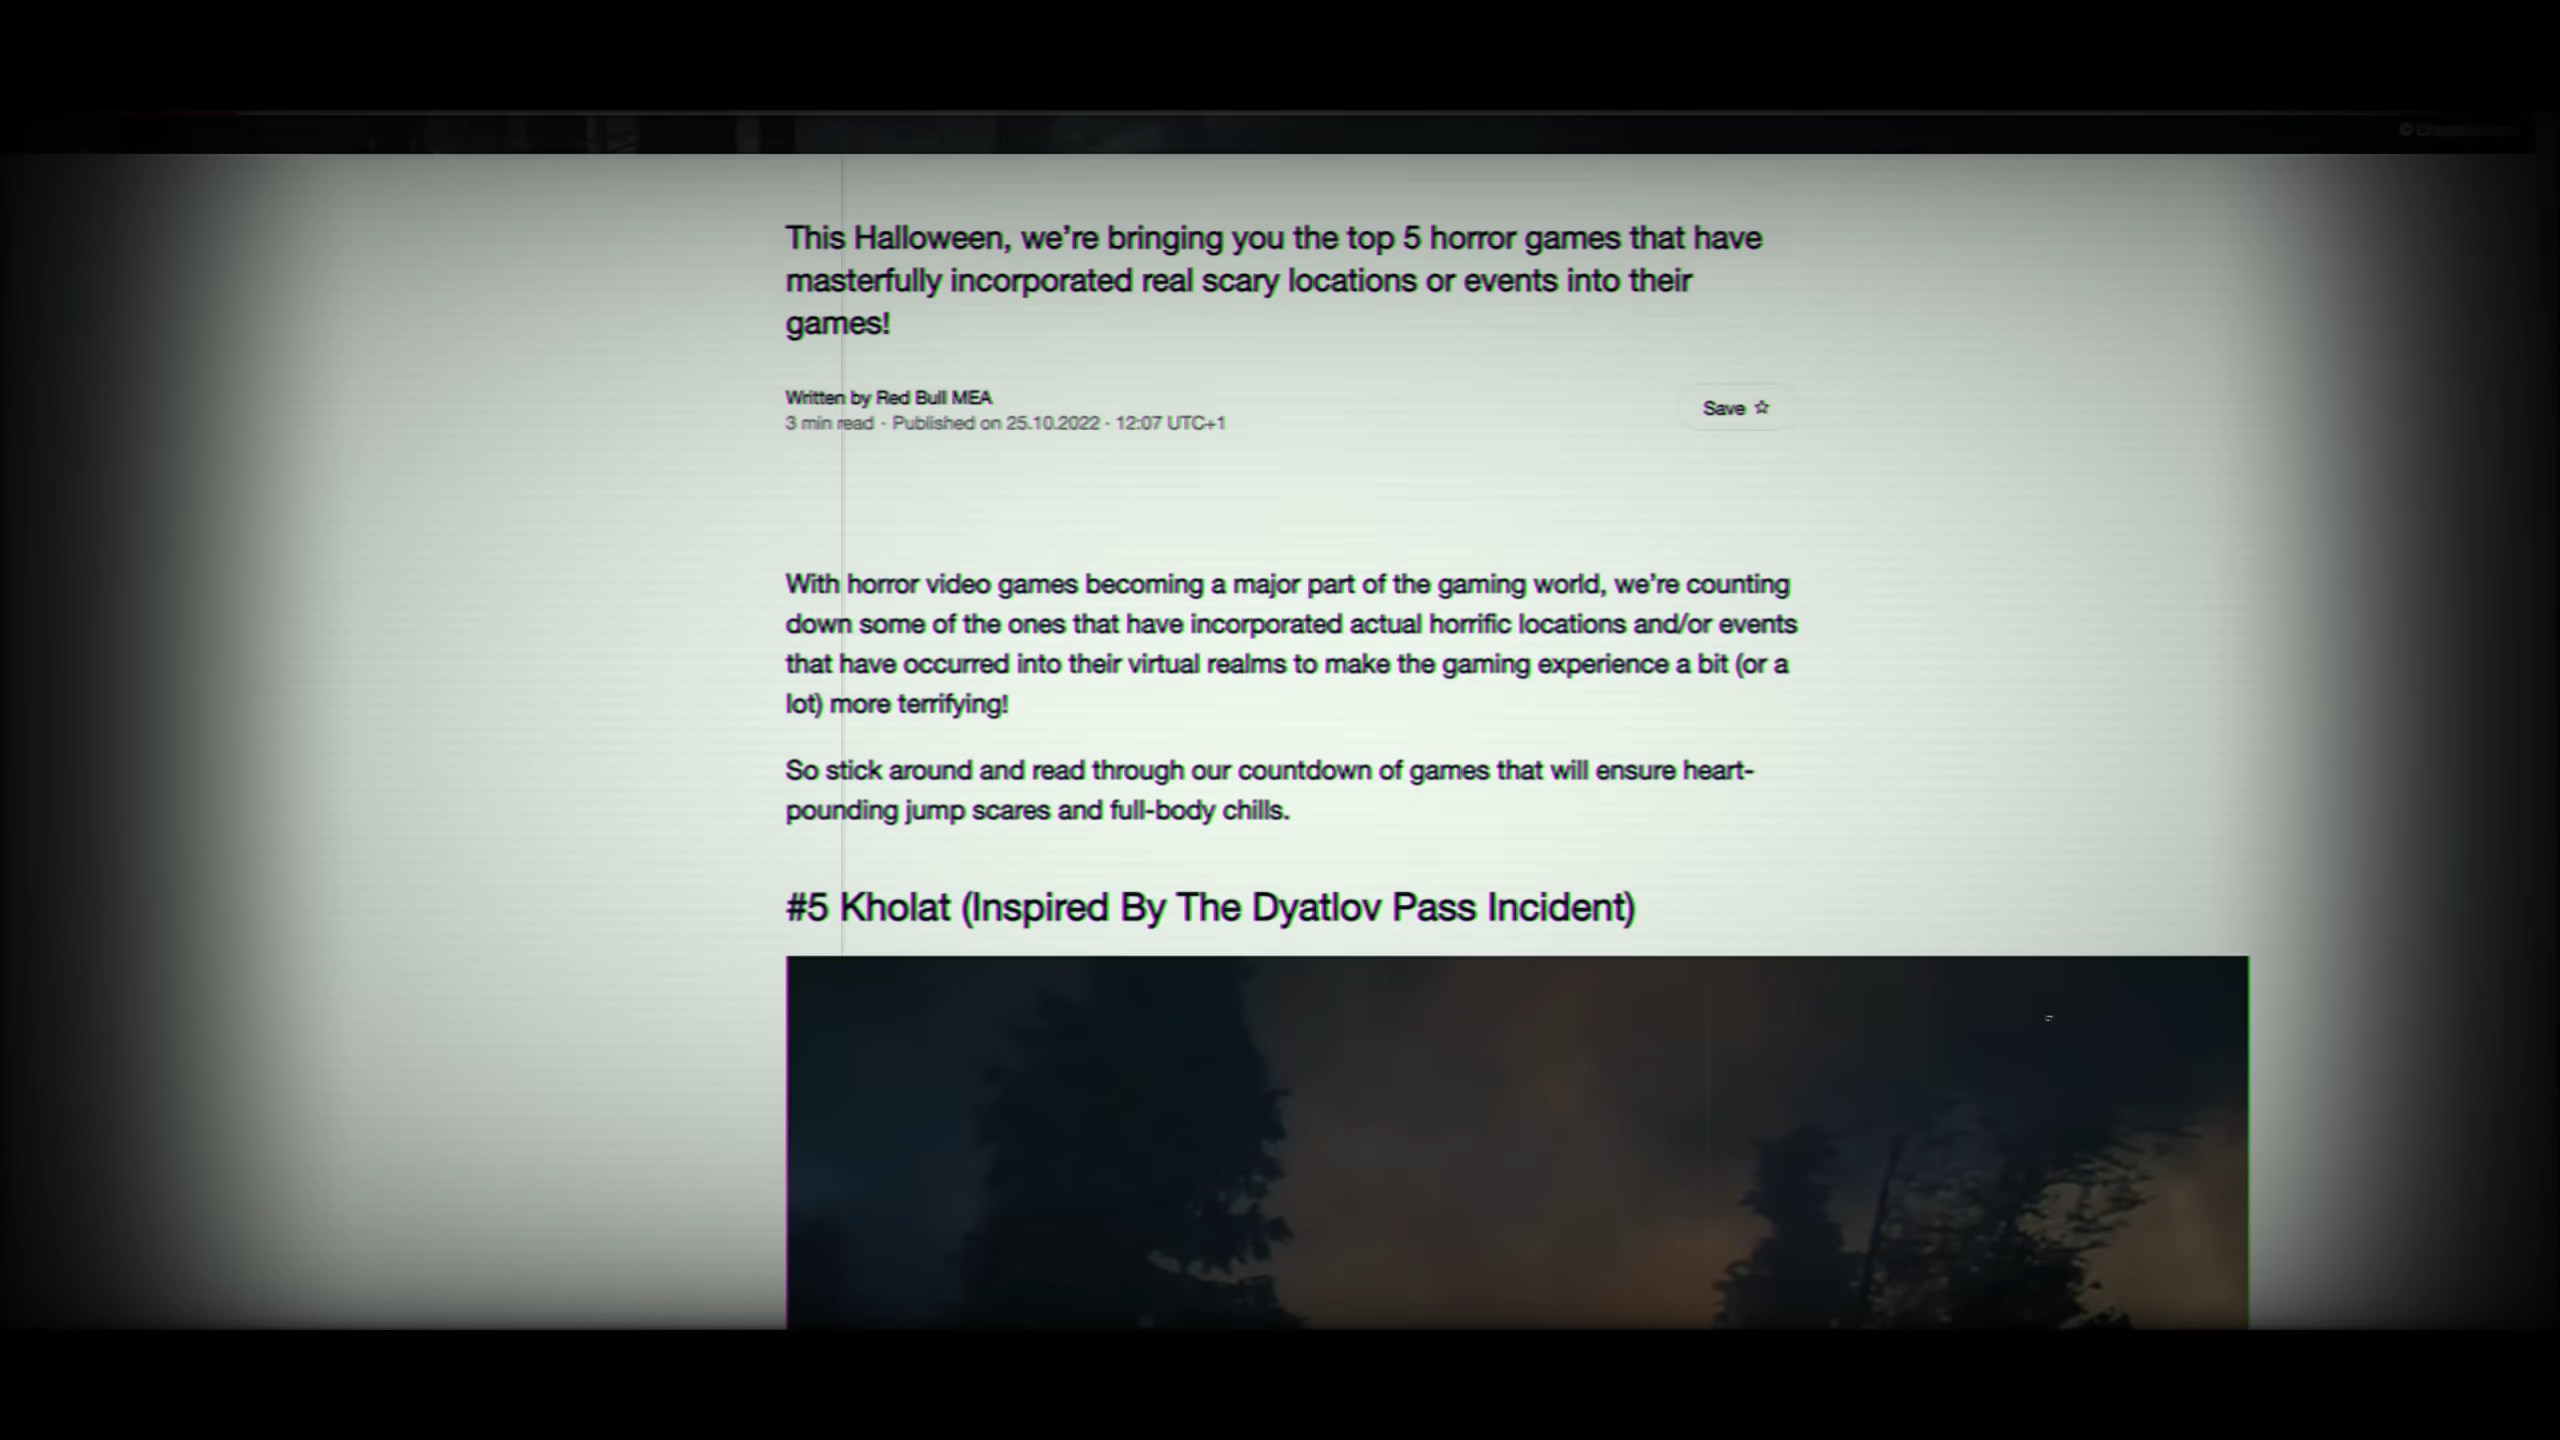 This Halloween, we're bringing you the top 5 horror games that have
masterfully incorporated real scary locations or events into their
games!
Written by Red Bull MEA
3 min read · Published on 25.10.2022 · 12:07 UTC+1
Save ☆
With horror video games becoming a major part of the gaming world, we're counting
down some of the ones that have incorporated actual horrific locations and/or events
that have occurred into their virtual realms to make the gaming experience a bit (or a
lot) more terrifying!
So stick around and read through our countdown of games that will ensure heart-
pounding jump scares and full-body chills.
#5 Kholat (Inspired By The Dyatlov Pass Incident)